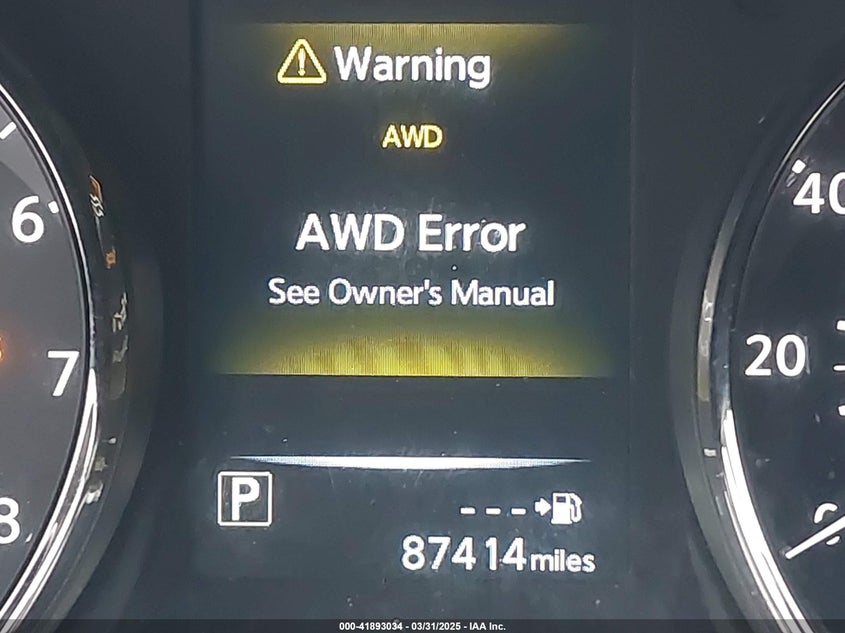 Warning
AWD
AWD Error
See Owner's Manual
6
7
8
40
20
P
---
87414miles
000-41893034 - 03/31/2025 - IAA Inc.